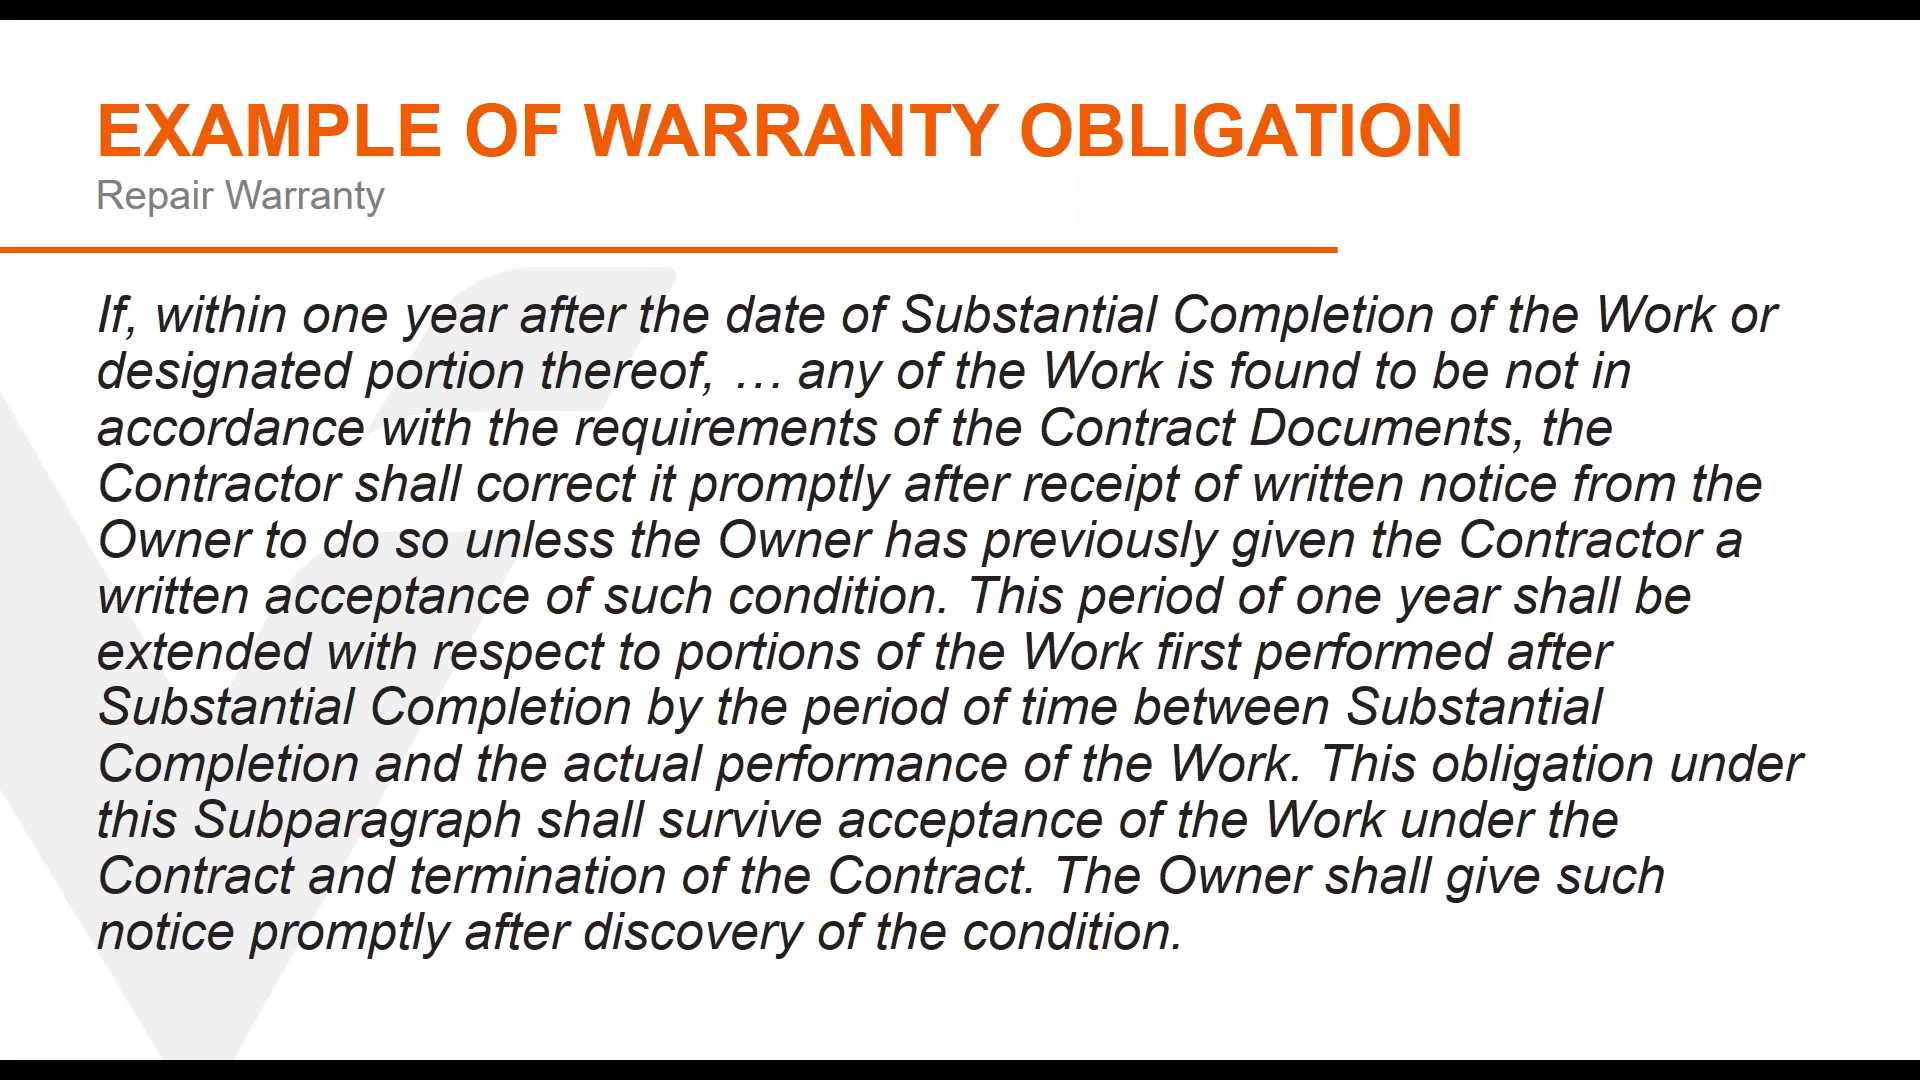 EXAMPLE OF WARRANTY OBLIGATION
Repair Warranty
If, within one year after the date of Substantial Completion of the Work or
designated portion thereof, … any of the Work is found to be not in
accordance with the requirements of the Contract Documents, the
Contractor shall correct it promptly after receipt of written notice from the
Owner to do so unless the Owner has previously given the Contractor a
written acceptance of such condition. This period of one year shall be
extended with respect to portions of the Work first performed after
Substantial Completion by the period of time between Substantial
Completion and the actual performance of the Work. This obligation under
this Subparagraph shall survive acceptance of the Work under the
Contract and termination of the Contract. The Owner shall give such
notice promptly after discovery of the condition.